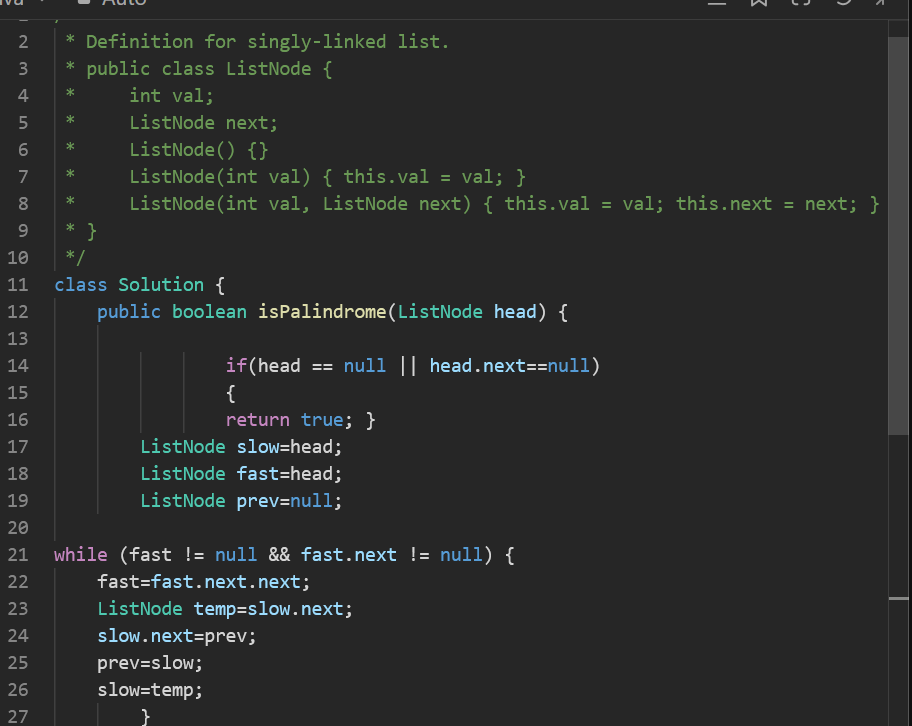 Auto
2 * Definition for singly-linked list.
3 * public class ListNode {
4 *     int val;
5 *     ListNode next;
6 *     ListNode() {}
7 *     ListNode(int val) { this.val = val; }
8 *     ListNode(int val, ListNode next) { this.val = val; this.next = next; }
9 * }
10 */
11 class Solution {
12     public boolean isPalindrome(ListNode head) {
13
14                 if(head == null || head.next==null)
15                 {
16                 return true; }
17         ListNode slow=head;
18         ListNode fast=head;
19         ListNode prev=null;
20
21 while (fast != null && fast.next != null) {
22     fast=fast.next.next;
23     ListNode temp=slow.next;
24     slow.next=prev;
25     prev=slow;
26     slow=temp;
27         }